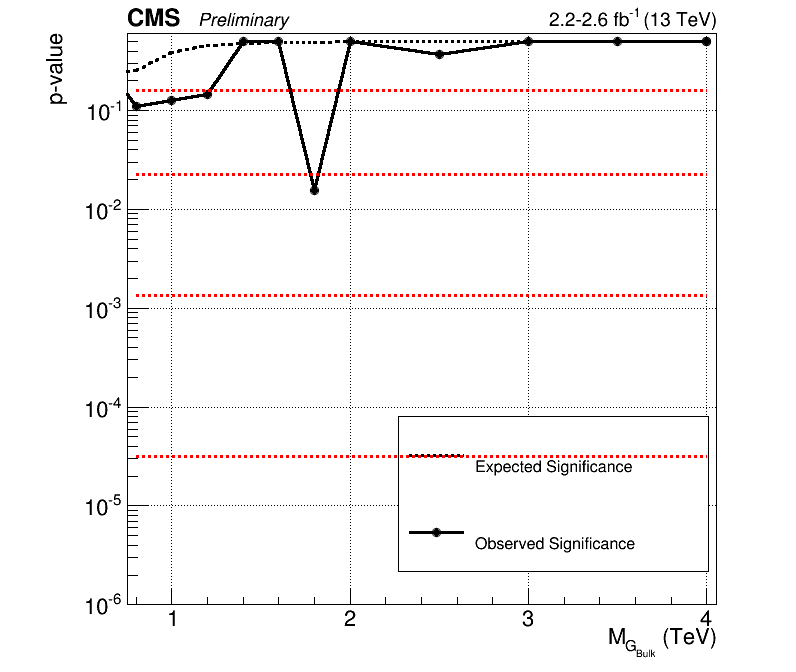 CMS Preliminary 2.2-2.6 fb⁻¹ (13 TeV)
p-value
10⁻¹
10⁻²
10⁻³
10⁻⁴
10⁻⁵
10⁻⁶
Expected Significance
Observed Significance
1 2 3 4
M_G_Bulk (TeV)